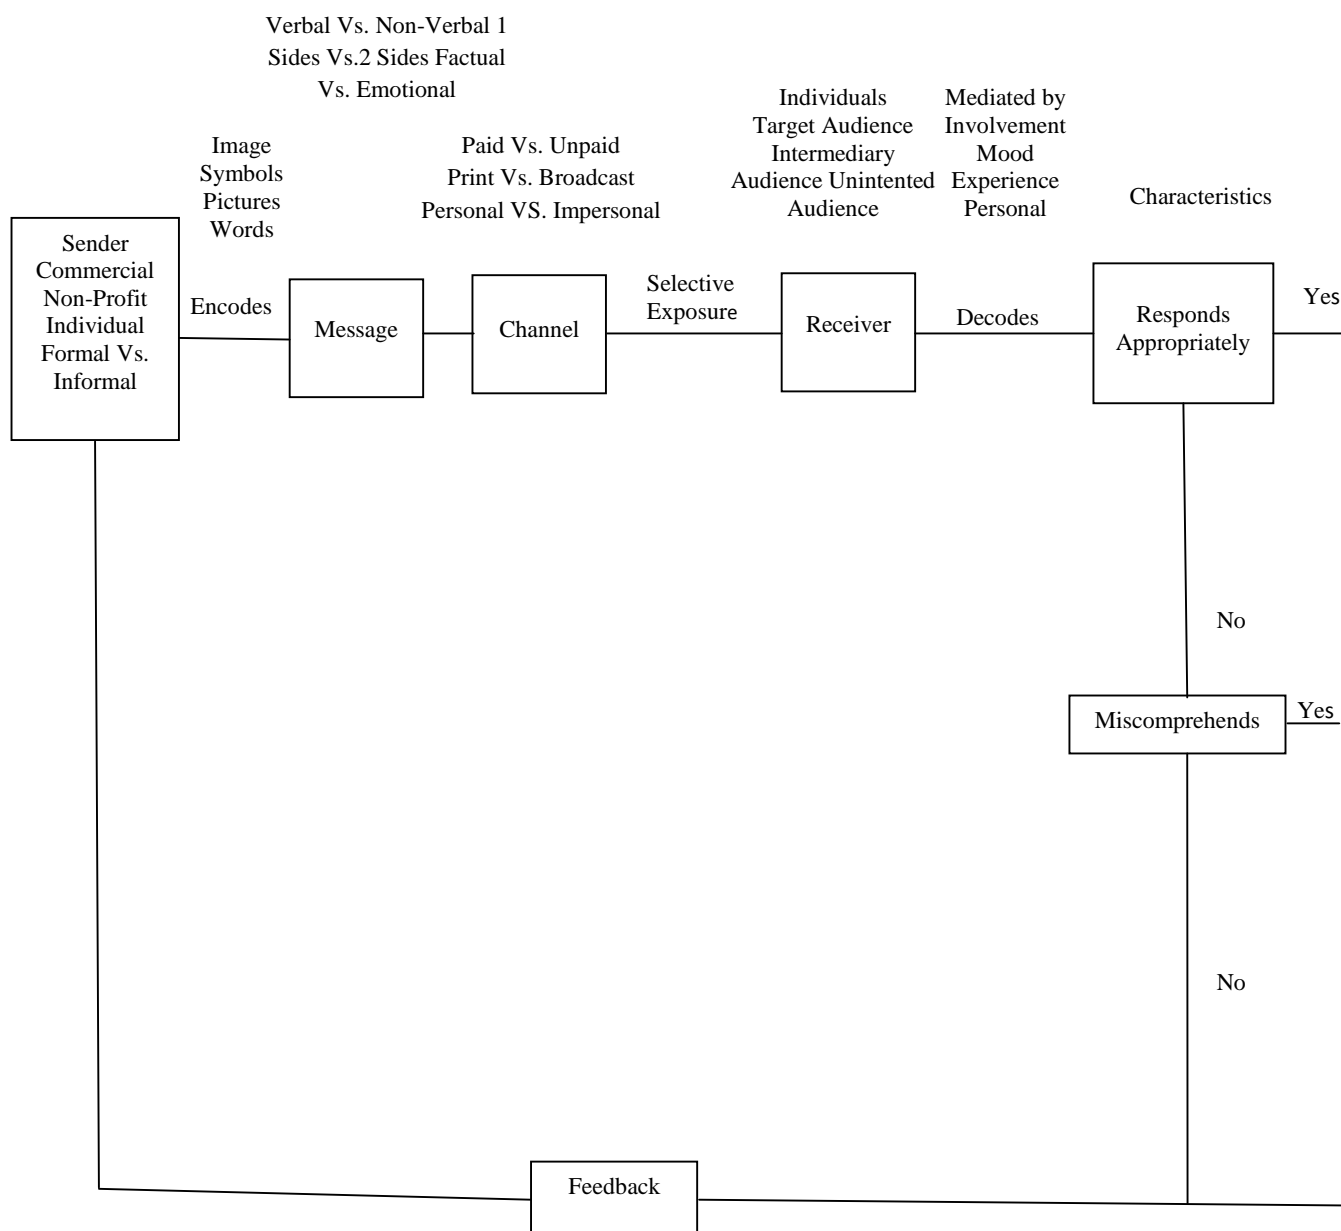 Verbal Vs. Non-Verbal 1
Sides Vs.2 Sides Factual
Vs. Emotional
Image
Symbols
Pictures
Words
Paid Vs. Unpaid
Print Vs. Broadcast
Personal VS. Impersonal
Individuals
Target Audience
Intermediary
Audience Unintented
Audience
Mediated by
Involvement
Mood
Experience
Personal
Characteristics
Sender
Commercial
Non-Profit
Individual
Formal Vs.
Informal
Encodes
Message
Channel
Selective
Exposure
Receiver
Decodes
Responds
Appropriately
Yes
No
Miscomprehends
Yes
No
Feedback